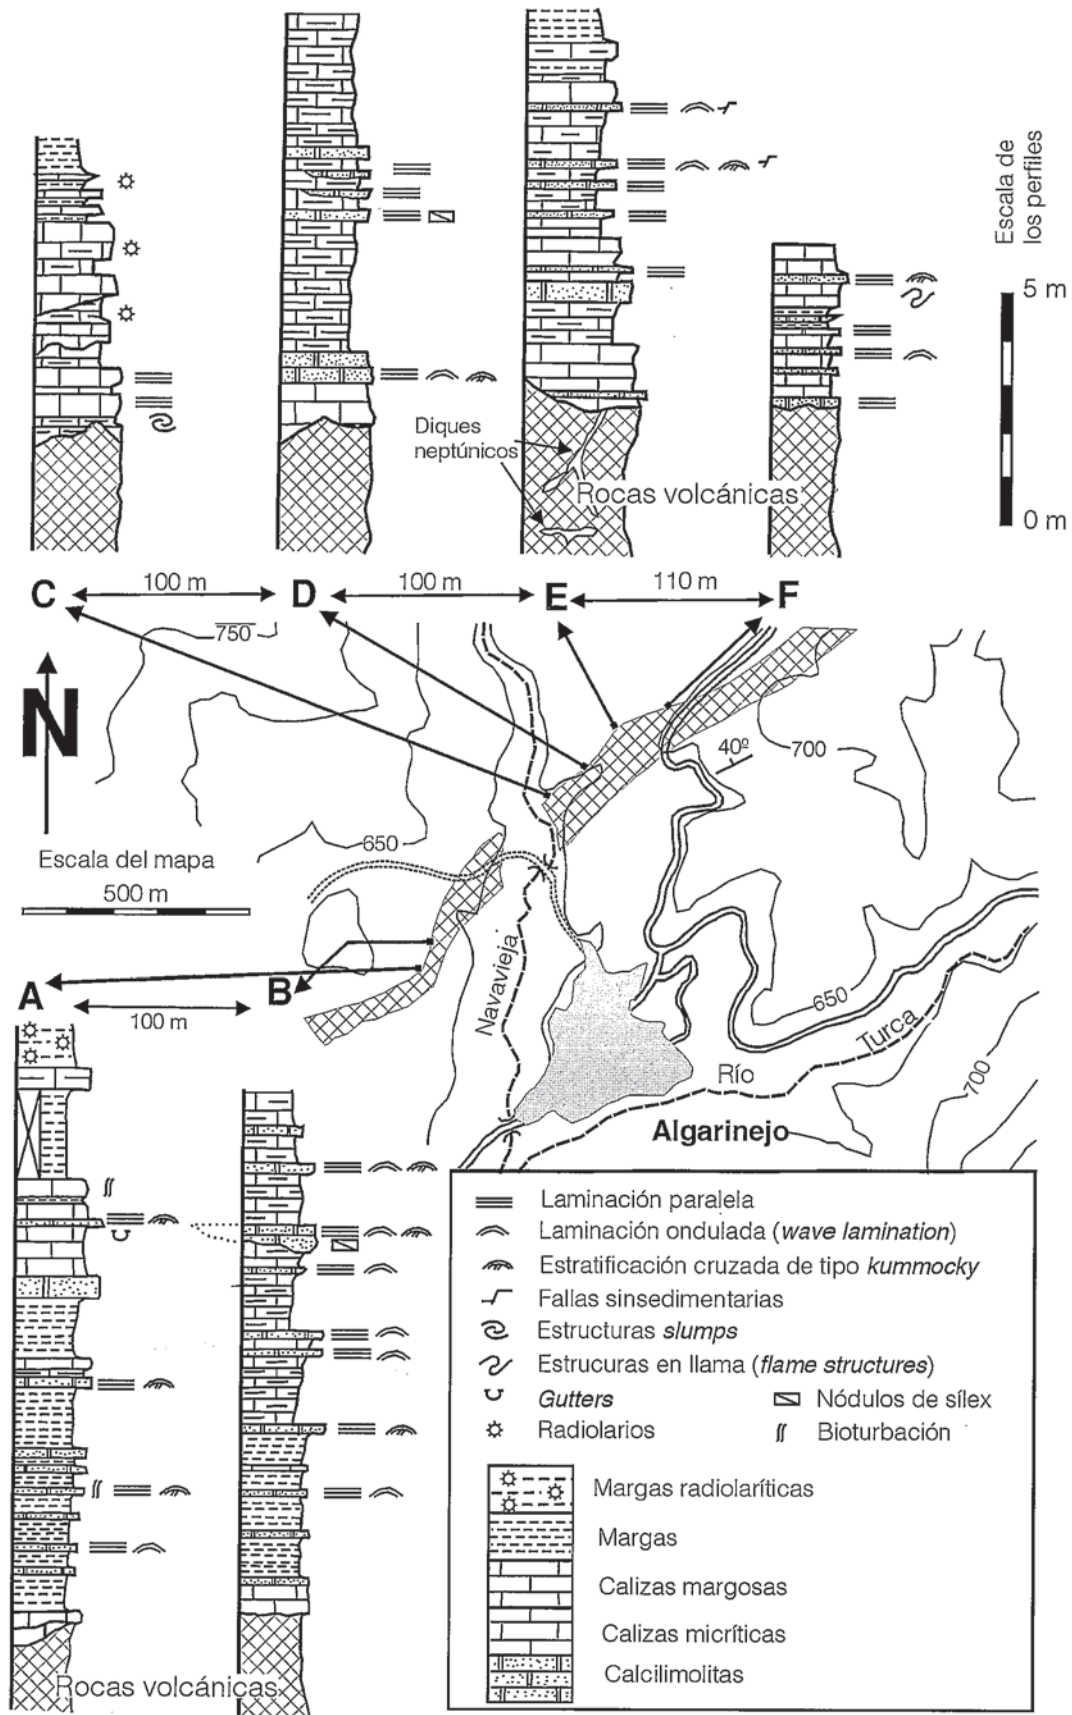 Escala de
los perfiles
5 m
0 m
Diques
neptúnicos
Rocas volcánicas
C
100 m
D
100 m
E
110 m
F
750
N
40º
700
650
Escala del mapa
500 m
Navavieja
A
B
100 m
650
Turca
Río
700
Algarinejo
Rocas volcánicas
Laminación paralela
Laminación ondulada (wave lamination)
Estratificación cruzada de tipo kummocky
Fallas sinsedimentarias
Estructuras slumps
Estrucuras en llama (flame structures)
Gutters
Nódulos de sílex
Radiolarios
Bioturbación
Margas radiolaríticas
Margas
Calizas margosas
Calizas micríticas
Calcilimolitas